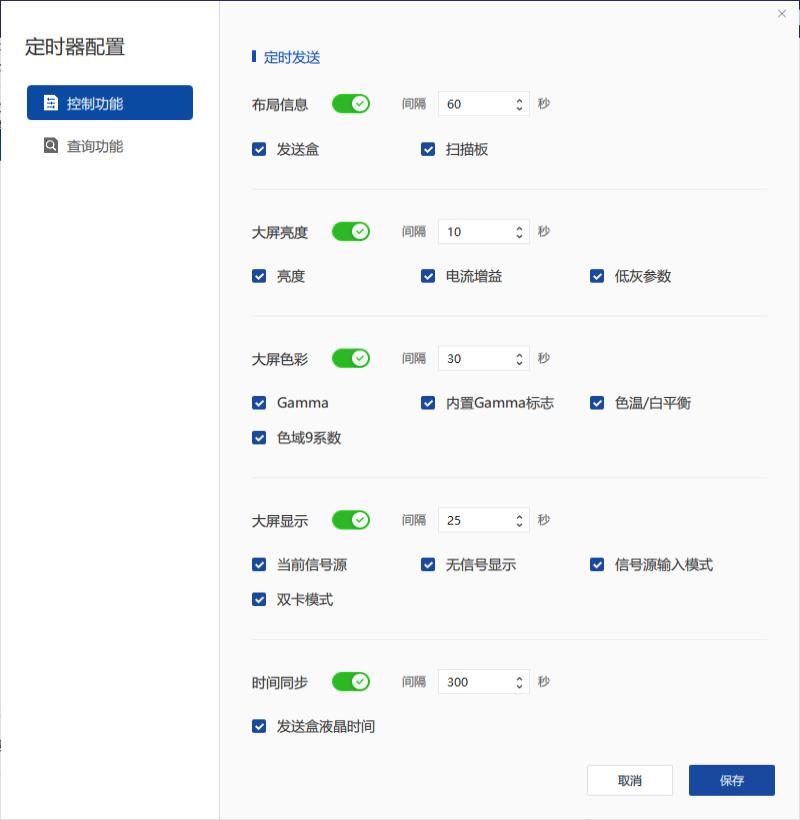 定时器配置
控制功能
查询功能
定时发送
布局信息 间隔 60 秒
发送盒 扫描板
大屏亮度 间隔 10 秒
亮度 电流增益 低灰参数
大屏色彩 间隔 30 秒
Gamma 内置Gamma标志 色温/白平衡
色域9系数
大屏显示 间隔 25 秒
当前信号源 无信号显示 信号源输入模式
双卡模式
时间同步 间隔 300 秒
发送盒液晶时间
取消 保存